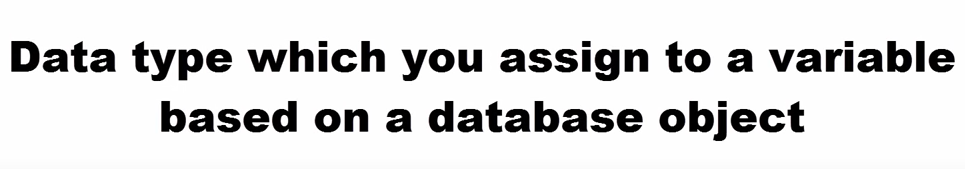 Data type which you assign to a variable
based on a database object